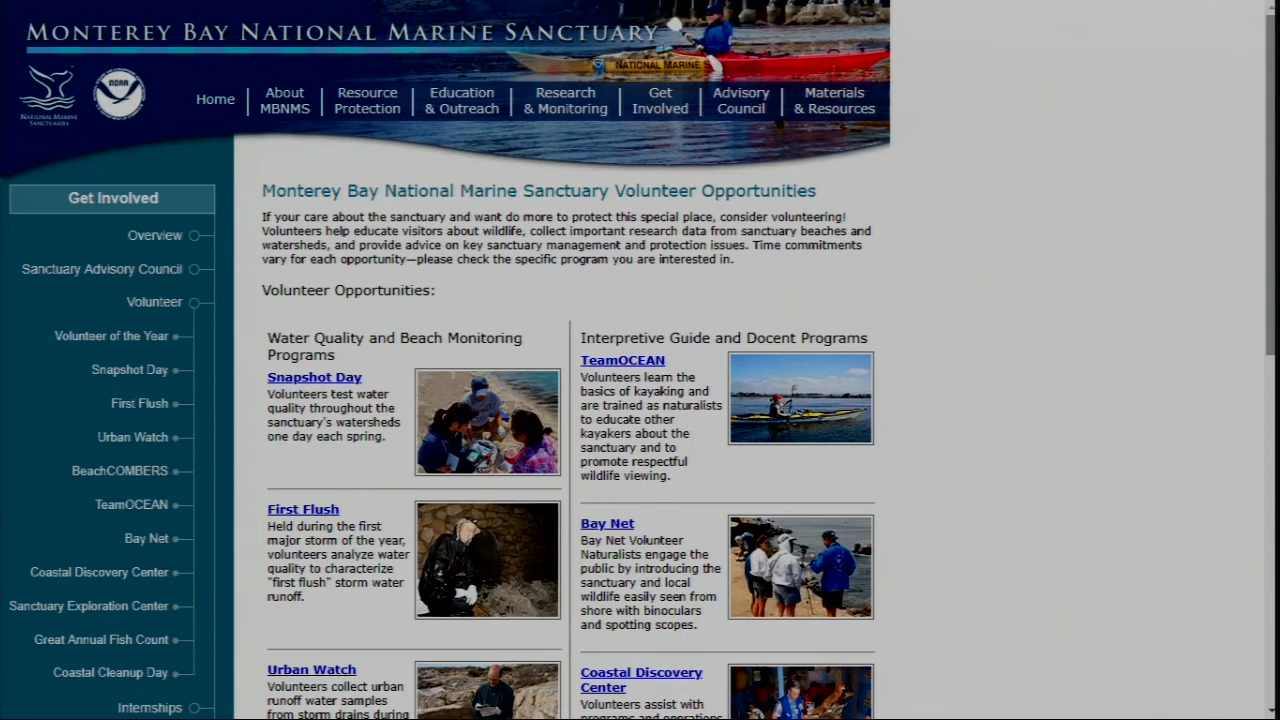 MONTEREY BAY NATIONAL MARINE SANCTUARY
NATIONAL MARINE S
NATIONAL MARINE
SANCTUARIES
NOAA
Home
About
MBNMS
Resource
Protection
Education
& Outreach
Research
& Monitoring
Get
Involved
Advisory
Council
Materials
& Resources
Get Involved
Overview
Sanctuary Advisory Council
Volunteer
Volunteer of the Year
Snapshot Day
First Flush
Urban Watch
BeachCOMBERS
TeamOCEAN
Bay Net
Coastal Discovery Center
Sanctuary Exploration Center
Great Annual Fish Count
Coastal Cleanup Day
Internships
Monterey Bay National Marine Sanctuary Volunteer Opportunities
If your care about the sanctuary and want do more to protect this special place, consider volunteering!
Volunteers help educate visitors about wildlife, collect important research data from sanctuary beaches and
watersheds, and provide advice on key sanctuary management and protection issues. Time commitments
vary for each opportunity—please check the specific program you are interested in.
Volunteer Opportunities:
Water Quality and Beach Monitoring
Programs
Snapshot Day
Volunteers test water
quality throughout the
sanctuary's watersheds
one day each spring.
First Flush
Held during the first
major storm of the year,
volunteers analyze water
quality to characterize
"first flush" storm water
runoff.
Urban Watch
Volunteers collect urban
runoff water samples
from storm drains during
Interpretive Guide and Docent Programs
TeamOCEAN
Volunteers learn the
basics of kayaking and
are trained as naturalists
to educate other
kayakers about the
sanctuary and to
promote respectful
wildlife viewing.
Bay Net
Bay Net Volunteer
Naturalists engage the
public by introducing the
sanctuary and local
wildlife easily seen from
shore with binoculars
and spotting scopes.
Coastal Discovery
Center
Volunteers assist with
programs and operations